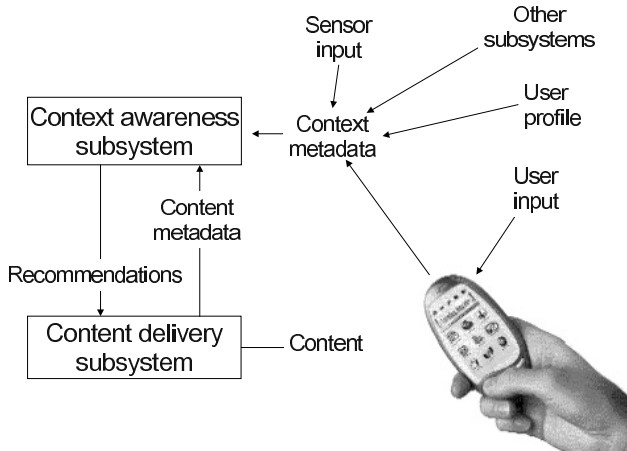 Sensor
input
Other
subsystems
User
profile
Context awareness
subsystem
Context
metadata
User
input
Content
metadata
Recommendations
Content delivery
subsystem
Content